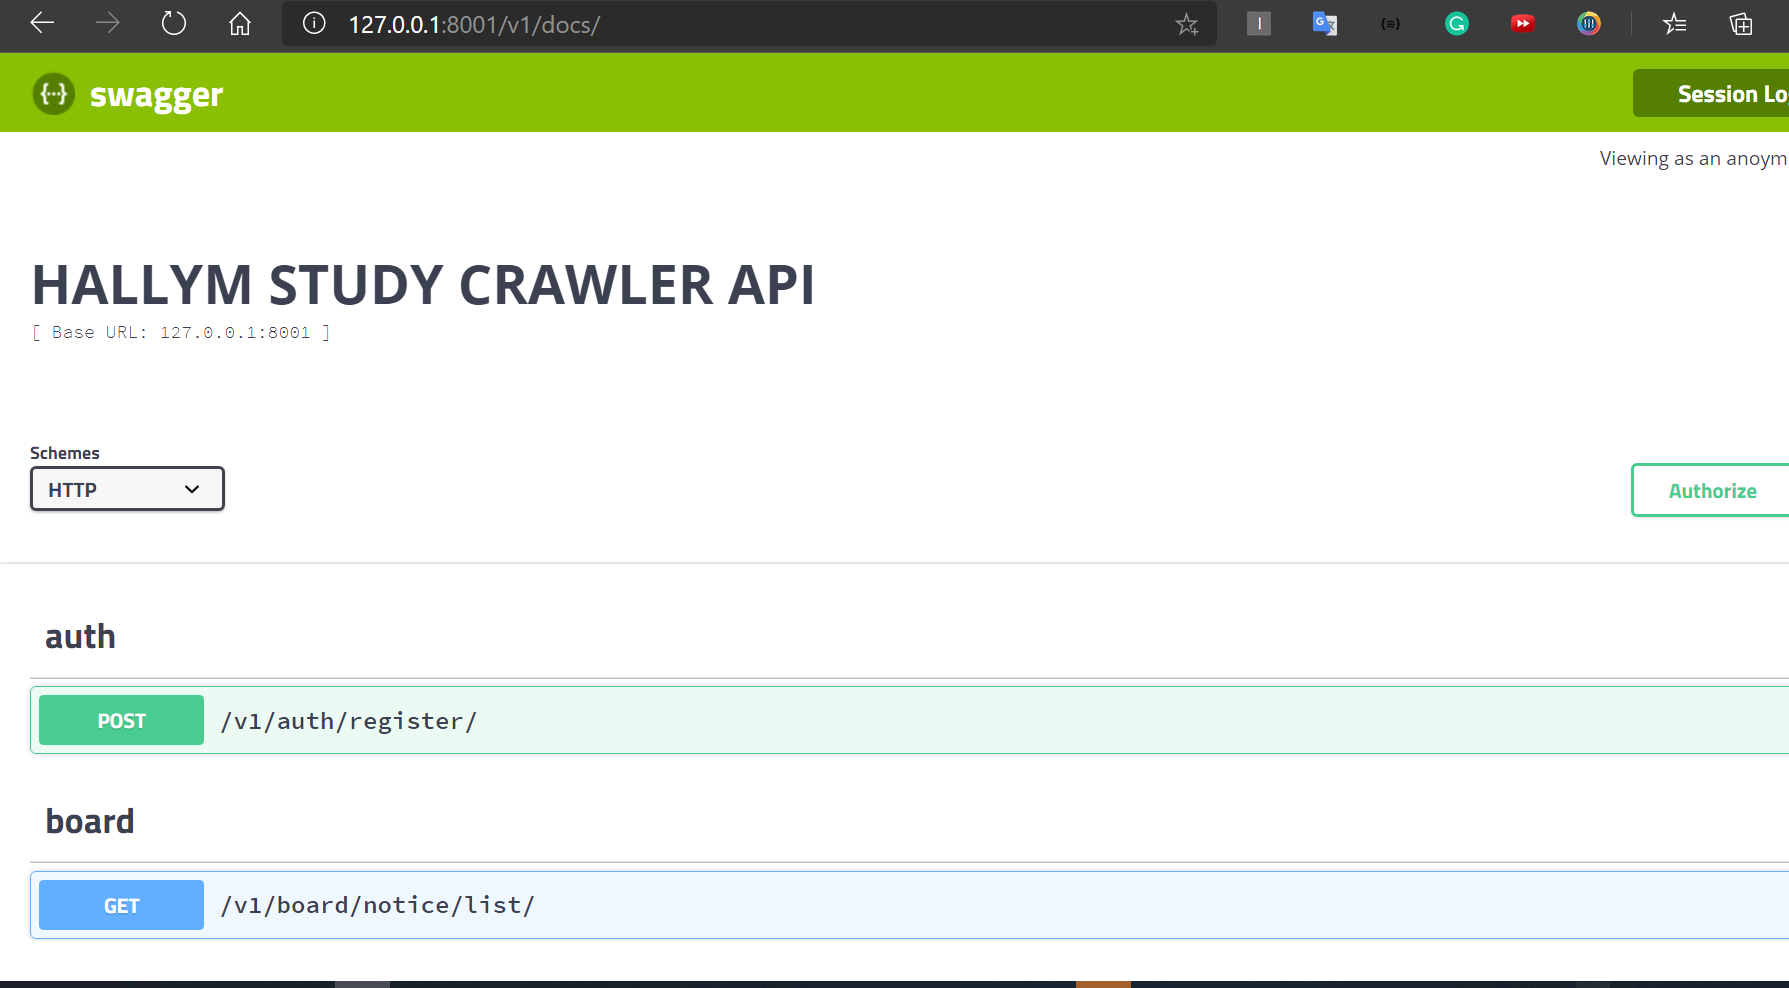 127.0.0.1:8001/v1/docs/
{···} swagger
Session Lo
Viewing as an anoym
HALLYM STUDY CRAWLER API
[ Base URL: 127.0.0.1:8001 ]
Schemes
HTTP
Authorize
auth
POST /v1/auth/register/
board
GET /v1/board/notice/list/